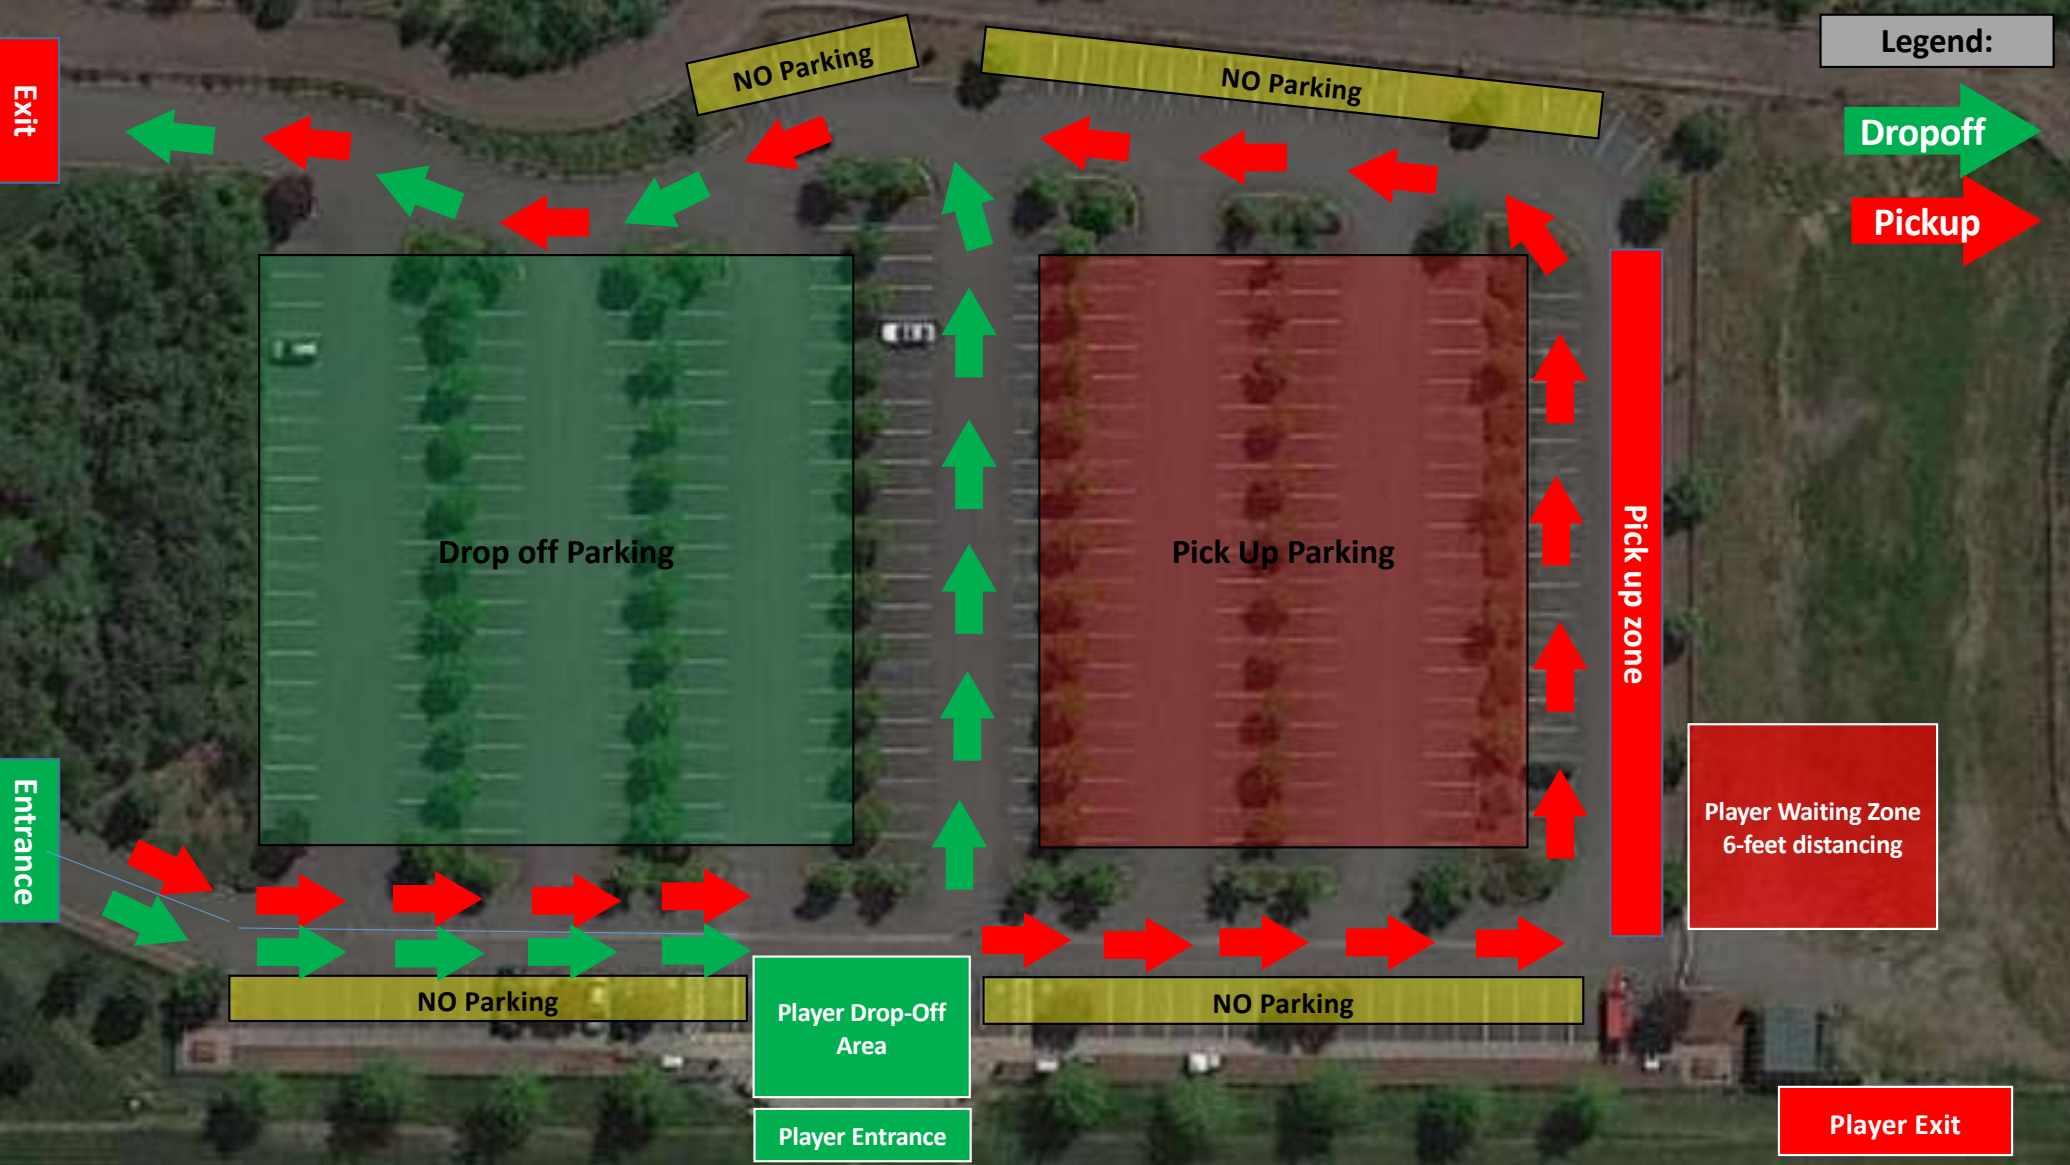 NO Parking
NO Parking
Legend:
Exit
Dropoff
Pickup
Drop off Parking
Pick Up Parking
Pick up zone
Entrance
Player Waiting Zone
6-feet distancing
NO Parking
Player Drop-Off
Area
NO Parking
Player Entrance
Player Exit